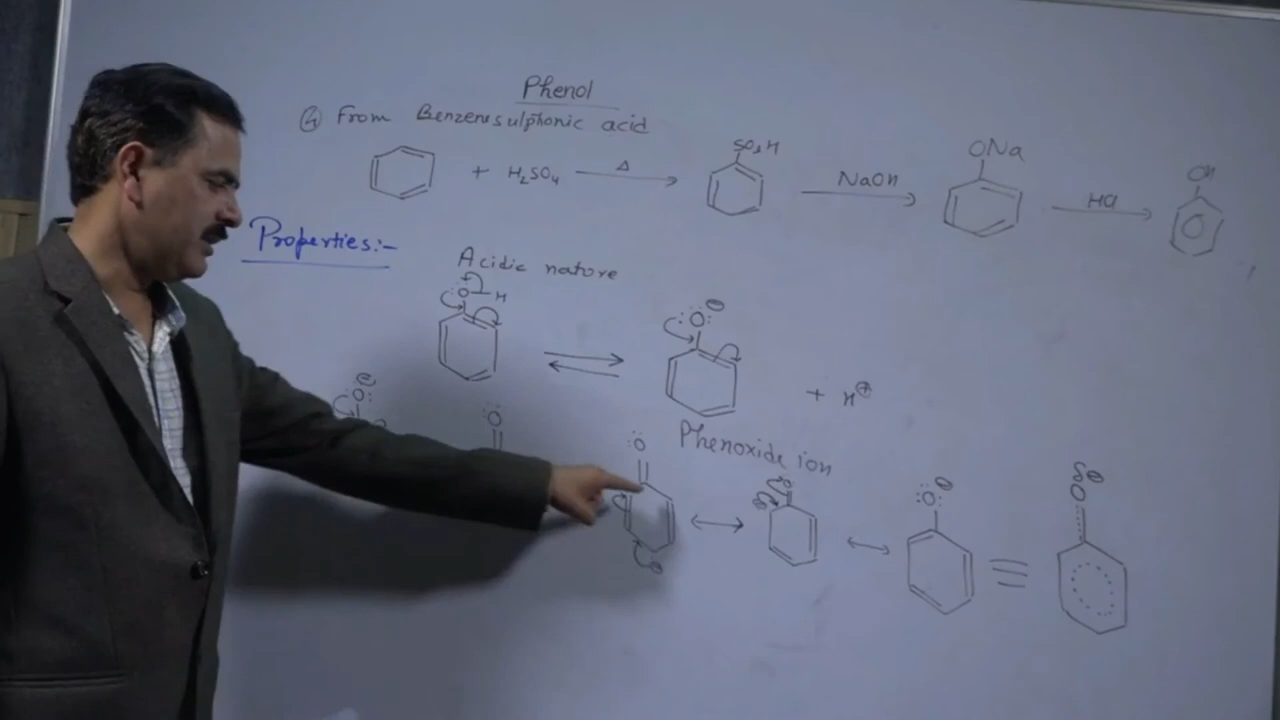 Phenol
④ From Benzenesulphonic acid
+ H₂SO₄ Δ SO₃H NaOH ONa HCl OH
Properties:-
Acidic nature
:O-H :O:⊖ + H⊕
Phenoxide ion
:O:⊖ :O: :O :O: :O:⊖ δ⊖
O